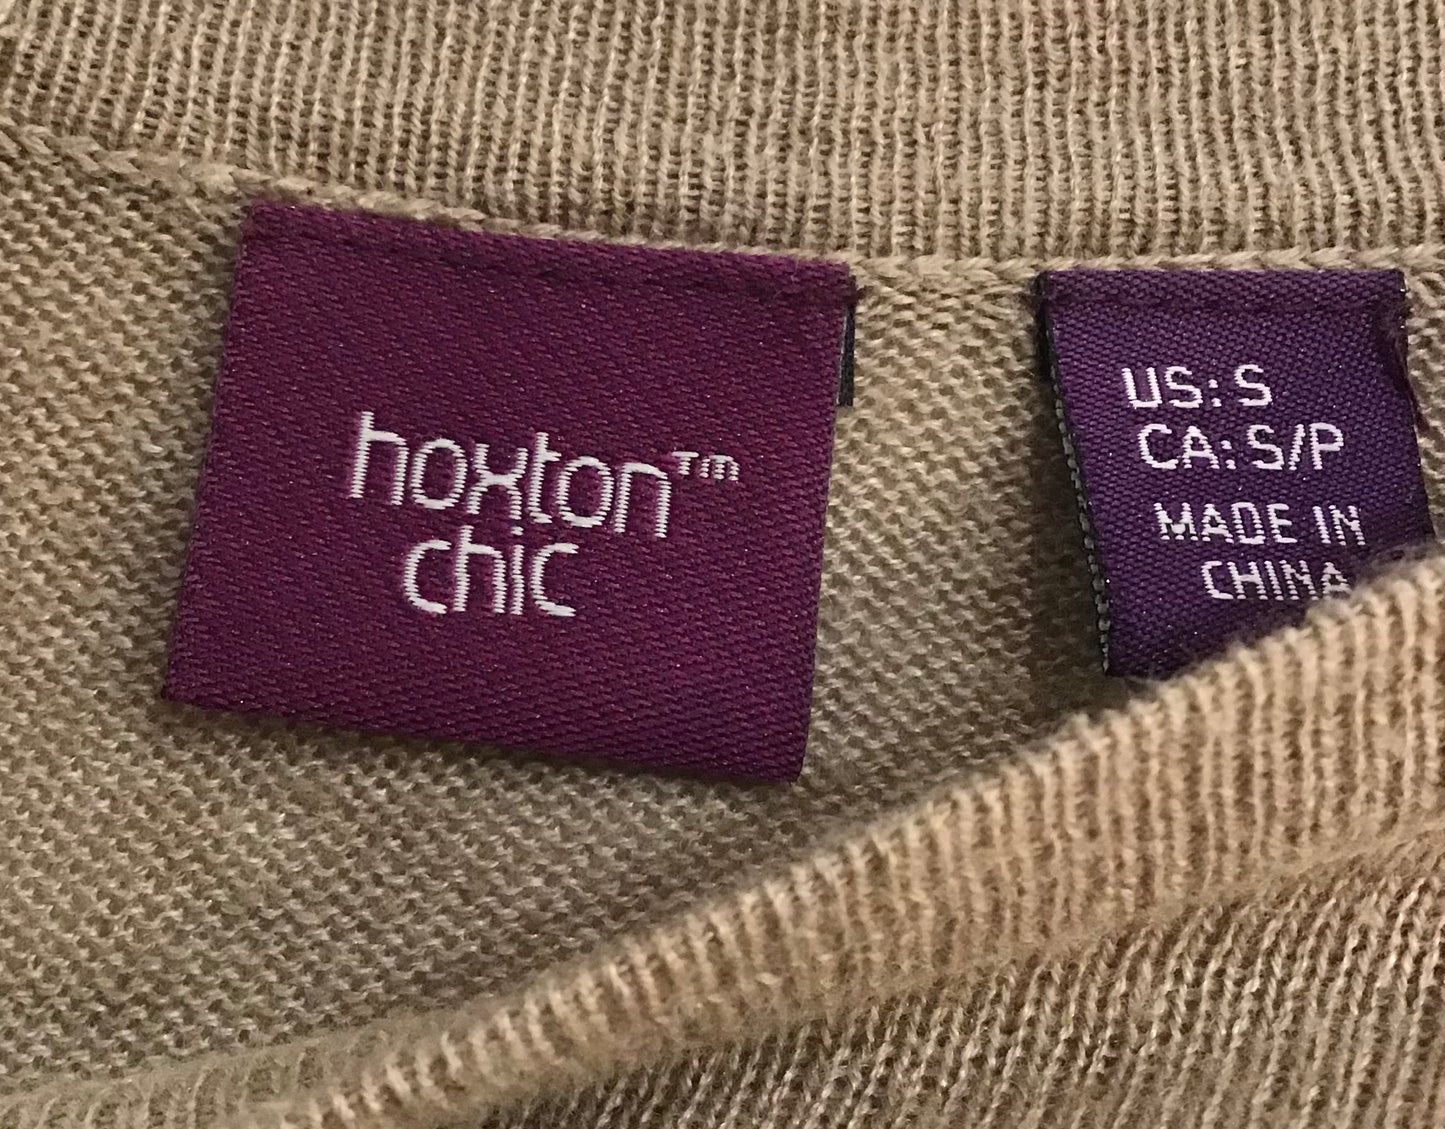 hoxton™
chic
US: S
CA: S/P
MADE IN
CHINA